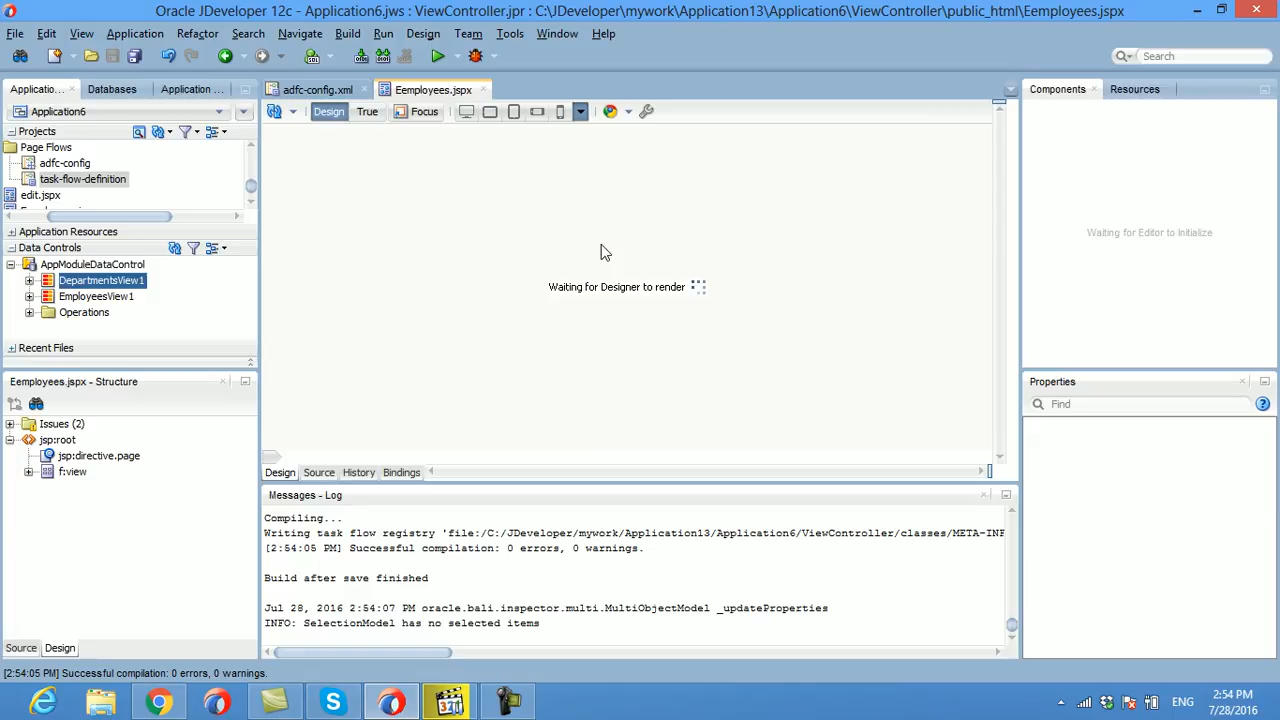 Oracle JDeveloper 12c - Application6.jws : ViewController.jpr : C:\JDeveloper\mywork\Application13\Application6\ViewController\public_html\Eemployees.jspx
File Edit View Application Refactor Search Navigate Build Run Design Team Tools Window Help
Search
Applicatio... Databases Application ...
adfc-config.xml Eemployees.jspx
Components Resources
Application6
Design True Focus
Projects
Page Flows
adfc-config
task-flow-definition
edit.jspx
Application Resources
Data Controls
AppModuleDataControl
DepartmentsView1
EmployeesView1
Operations
Recent Files
Waiting for Designer to render
Waiting for Editor to Initialize
Eemployees.jspx - Structure
Issues (2)
jsp:root
jsp:directive.page
f:view
Source Design
Design Source History Bindings
Messages - Log
Compiling...
Writing task flow registry 'file:/C:/JDeveloper/mywork/Application13/Application6/ViewController/classes/META-INF
[2:54:05 PM] Successful compilation: 0 errors, 0 warnings.
Build after save finished
Jul 28, 2016 2:54:07 PM oracle.bali.inspector.multi.MultiObjectModel _updateProperties
INFO: SelectionModel has no selected items
Properties
Find
[2:54:05 PM] Successful compilation: 0 errors, 0 warnings.
321
ENG
2:54 PM
7/28/2016